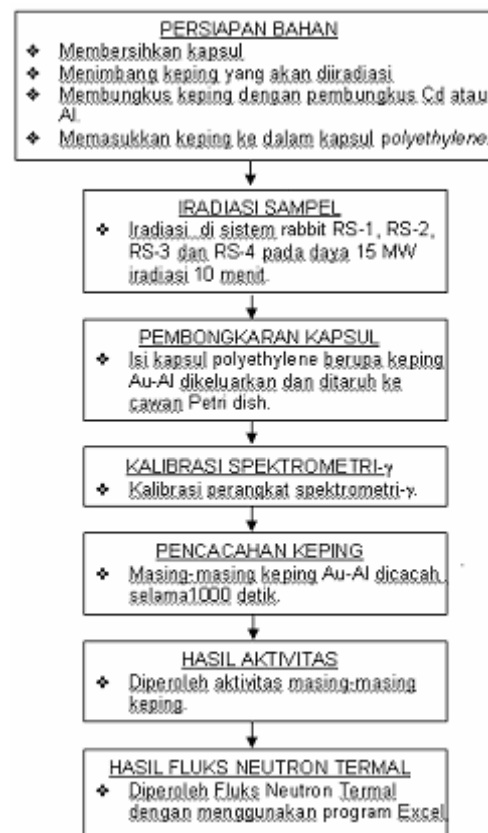 PERSIAPAN BAHAN
❖ Membersihkan kapsul
❖ Menimbang keping yang akan diiradiasi
❖ Membungkus keping dengan pembungkus Cd atau
Al.
❖ Memasukkan keping ke dalam kapsul polyethylene.
IRADIASI SAMPEL
❖ Iradiasi di sistem rabbit RS-1, RS-2,
RS-3 dan RS-4 pada daya 15 MW
iradiasi 10 menit.
PEMBONGKARAN KAPSUL
❖ Isi kapsul polyethylene berupa keping
Au-Al dikeluarkan dan ditaruh ke
cawan Petri dish.
KALIBRASI SPEKTROMETRI-γ
❖ Kalibrasi perangkat spektrometri-γ.
PENCACAHAN KEPING
❖ Masing-masing keping Au-Al dicacah
selama1000 detik.
HASIL AKTIVITAS
❖ Diperoleh aktivitas masing-masing
keping.
HASIL FLUKS NEUTRON TERMAL
❖ Diperoleh Fluks Neutron Termal
dengan menggunakan program Excel